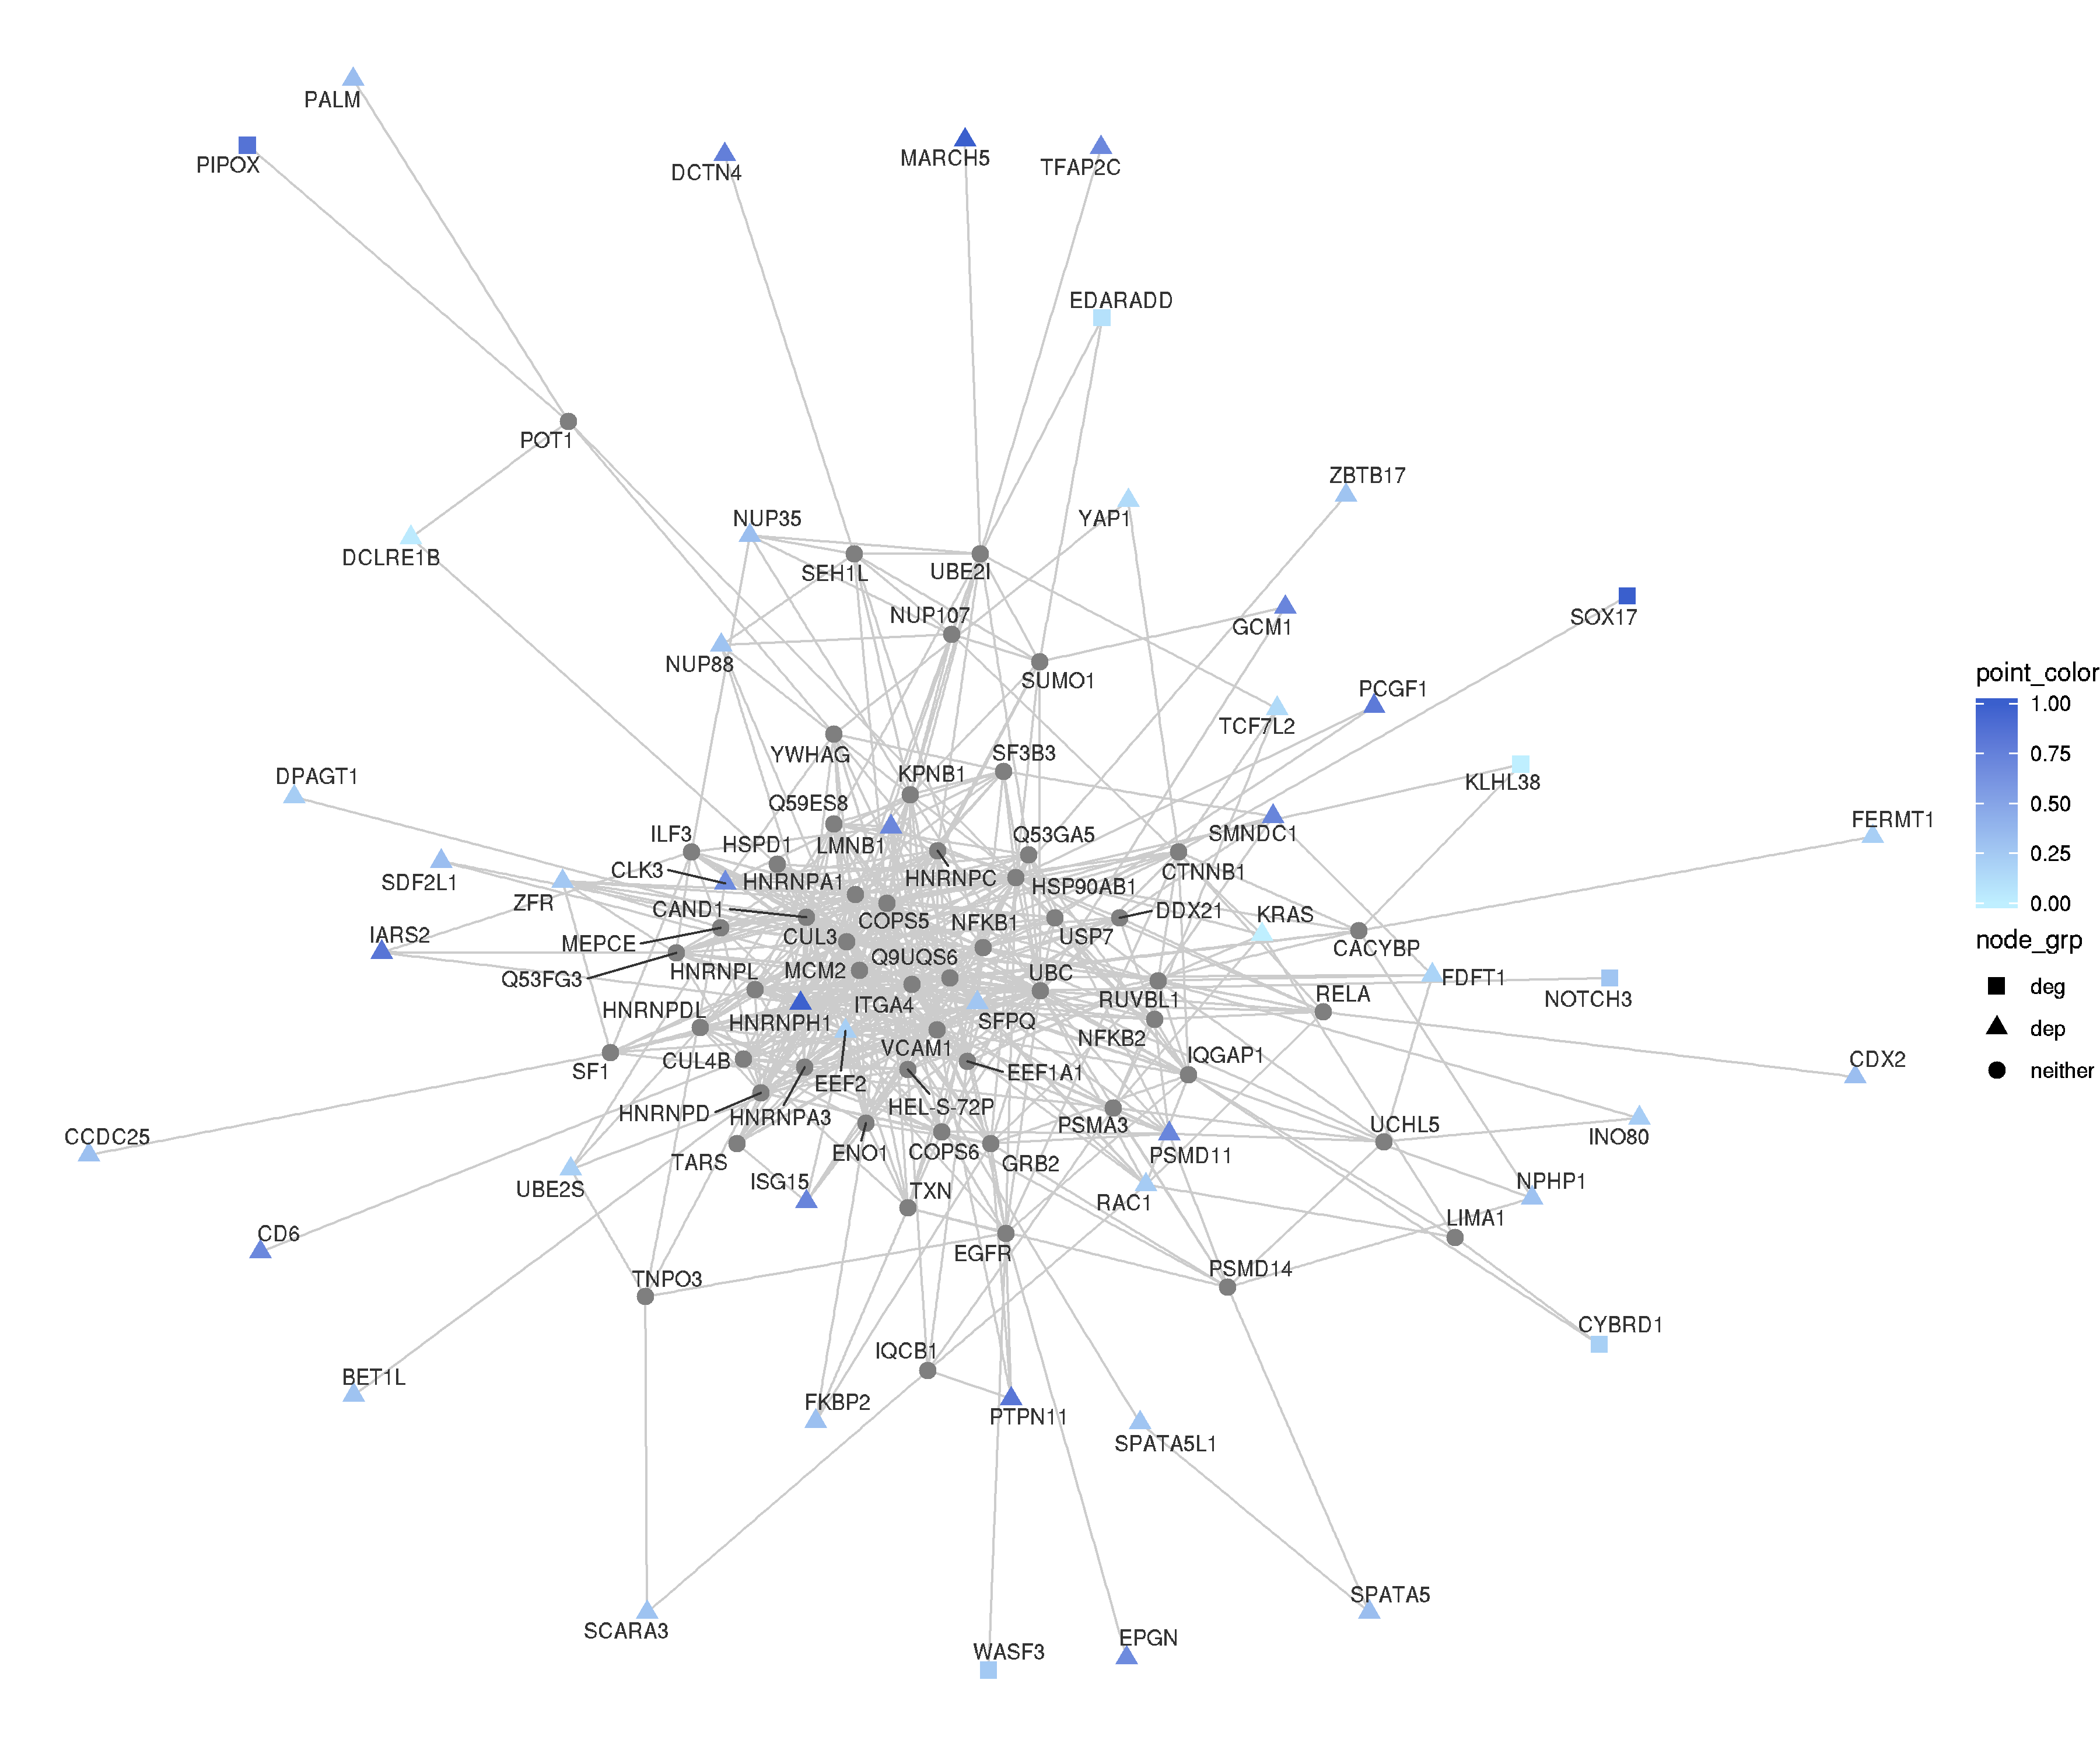 PALM
PIPOX
DCTN4
MARCH5
TFAP2C
EDARADD
POT1
ZBTB17
YAP1
NUP35
DCLRE1B
SEH1L
UBE2I
SOX17
NUP107
GCM1
NUP88
SUMO1
point_color
1.00
0.75
0.50
0.25
0.00
PCGF1
TCF7L2
YWHAG
SF3B3
KPNB1
DPAGT1
KLHL38
Q59ES8
FERMT1
ILF3
HSPD1
LMNB1
Q53GA5
SMNDC1
CLK3
SDF2L1
HNRNPA1
HNRNPC
HSP90AB1
CTNNB1
ZFR
CAND1
COPS5
NFKB1
DDX21
KRAS
IARS2
MEPCE
CUL3
USP7
CACYBP
node_grp
deg
dep
neither
Q53FG3
HNRNPL
MCM2
Q9UQS6
UBC
FDFT1
NOTCH3
RELA
HNRNPDL
HNRNPH1
ITGA4
SFPQ
RUVBL1
NFKB2
SF1
CUL4B
VCAM1
IQGAP1
CDX2
EEF2
EEF1A1
HNRNPD
HNRNPA3
HEL-S-72P
PSMA3
UCHL5
INO80
CCDC25
TARS
ENO1
COPS6
GRB2
PSMD11
UBE2S
ISG15
TXN
RAC1
NPHP1
LIMA1
CD6
EGFR
TNPO3
PSMD14
CYBRD1
IQCB1
BET1L
FKBP2
PTPN11
SPATA5L1
SPATA5
SCARA3
WASF3
EPGN